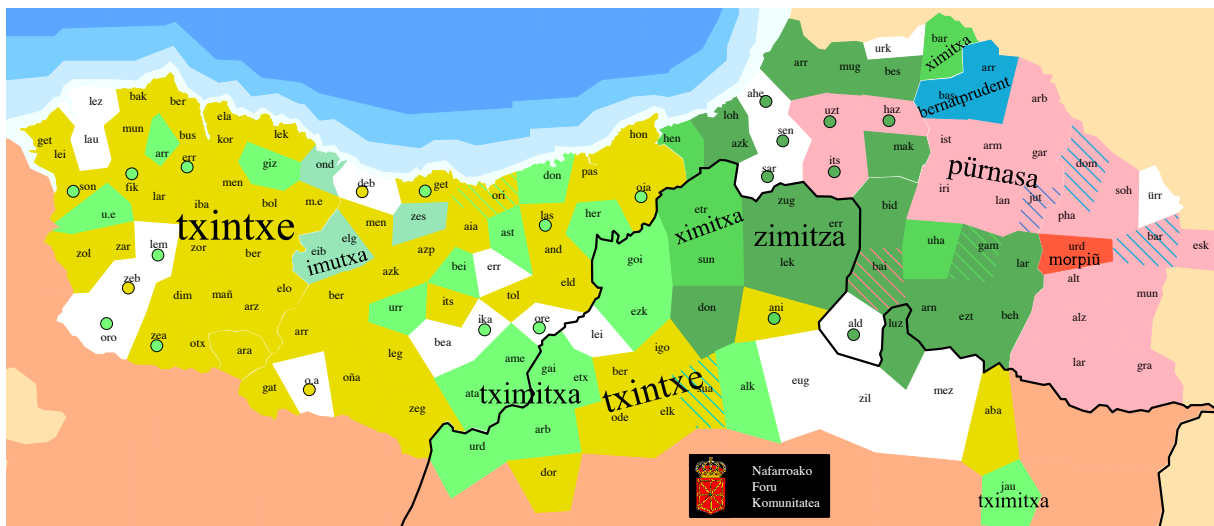 bar
urk
ximitxa
arr
mug
bes
arr
bas
bernatprudent
arb
lez
bak
ber
ela
lau
mun
bus
kor
lek
get
lei
arr
err
giz
ond
ahe
loh
azk
sen
sar
uzt
haz
its
mak
ist
arm
gar
dom
pürnasa
iri
lan
jut
pha
soh
ürr
hon
hen
don
pas
son
fik
lar
iba
men
bol
m.e
deb
get
ori
oja
u.e
txintxe
men
zes
aia
las
her
ast
etr
ximitxa
zug
zimitza
err
bid
uha
gam
bar
esk
zol
zar
lem
zor
ber
eib
elg
imutxa
azp
and
goi
sun
lek
bai
lar
urd
morpiü
alt
zeb
azk
bei
err
eld
dim
mañ
elo
ber
its
tol
arz
urr
ezk
don
ani
arn
ezt
beh
mun
oro
zea
otx
ara
arr
ika
bea
ore
lei
ald
luz
alz
leg
ame
gai
igo
lar
gra
gat
o.a
oña
etx
ber
txintxe
sua
alk
eug
zil
mez
zeg
ata
tximitxa
ode
elk
aba
urd
arb
dor
jau
tximitxa
Nafarroako
Foru
Komunitatea